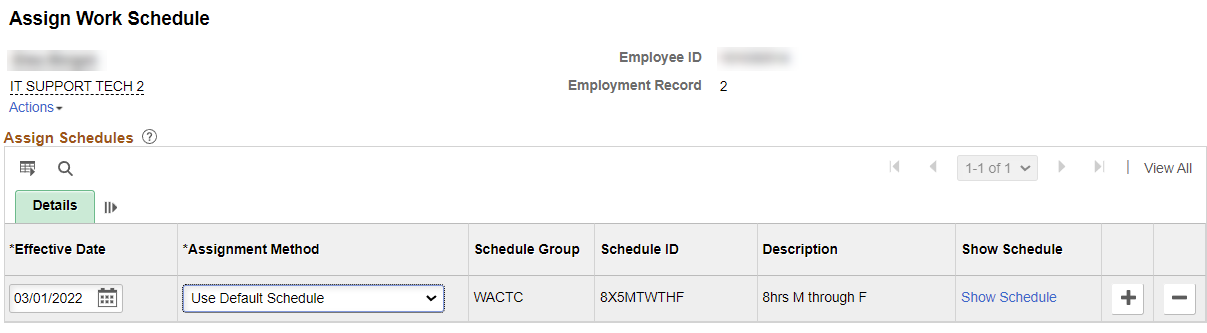 Assign Work Schedule
Employee ID
IT SUPPORT TECH 2
Employment Record 2
Actions
Assign Schedules ?
1-1 of 1 | View All
Details
*Effective Date *Assignment Method Schedule Group Schedule ID Description Show Schedule
03/01/2022 Use Default Schedule WACTC 8X5MTWTHF 8hrs M through F Show Schedule + −